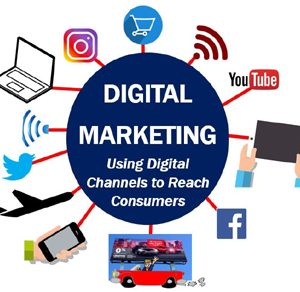 DIGITAL
MARKETING
Using Digital
Channels to Reach
Consumers
YouTube